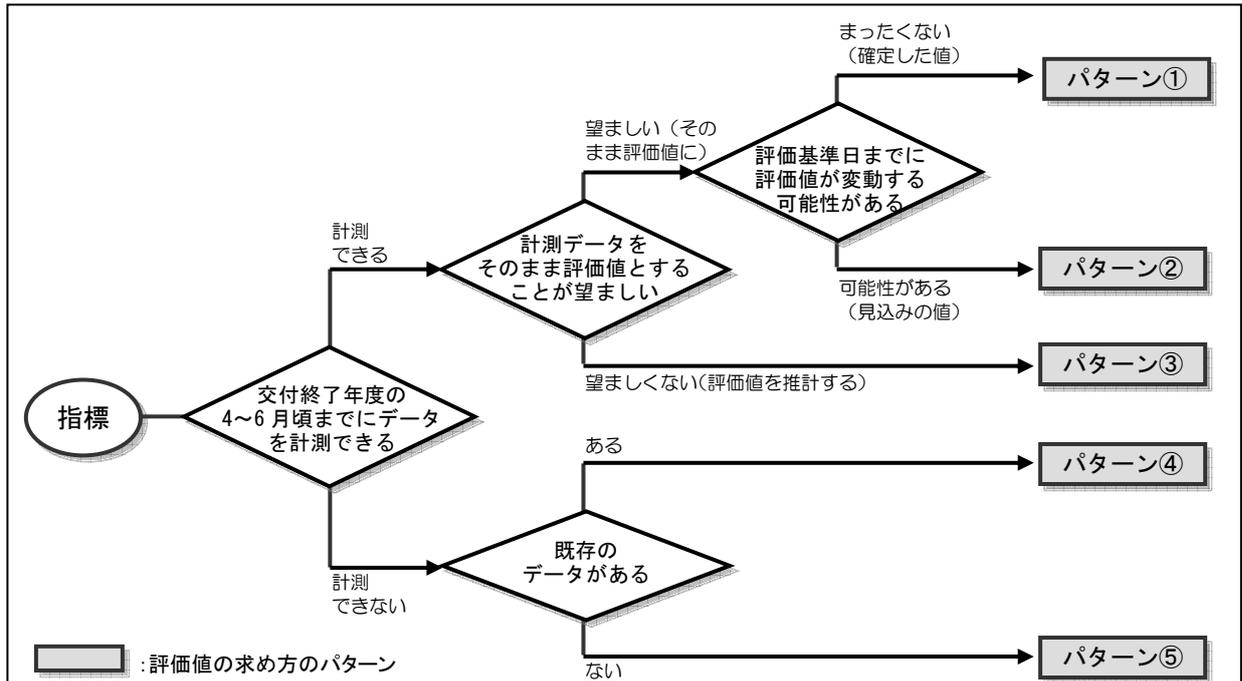 まったくない
（確定した値）
パターン①
望ましい（その
まま評価値に）
評価基準日までに
評価値が変動する
可能性がある
計測
できる
計測データを
そのまま評価値とする
ことが望ましい
パターン②
可能性がある
（見込みの値）
パターン③
望ましくない(評価値を推計する）
指標
交付終了年度の
4～6月頃までにデータ
を計測できる
ある
パターン④
既存の
データがある
計測
できない
パターン⑤
ない
：評価値の求め方のパターン